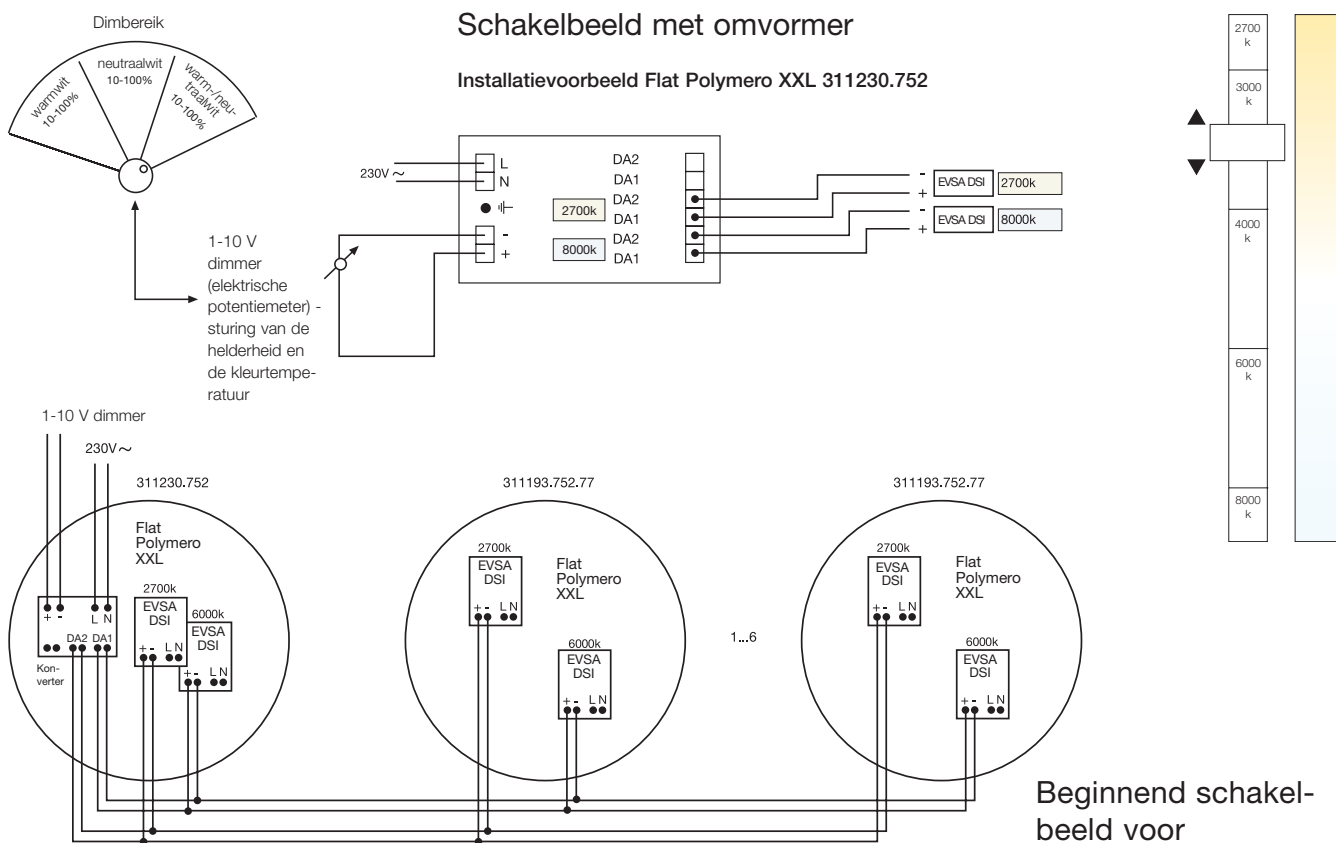 Dimbereik
warmwit
10-100%
neutraalwit
10-100%
warm-/neu-
traalwit
10-100%
Schakelbeeld met omvormer
Installatievoorbeeld Flat Polymero XXL 311230.752
230V~
L
N
-
+
2700k
8000k
DA2
DA1
DA2
DA1
DA2
DA1
-
+
EVSA DSI
2700k
-
+
EVSA DSI
8000k
1-10 V
dimmer
(elektrische
potentiemeter) -
sturing van de
helderheid en
de kleurtempe-
ratuur
2700
k
3000
k
4000
k
6000
k
8000
k
1-10 V dimmer
230V~
311230.752
Flat
Polymero
XXL
+ - L N
DA2 DA1
Kon-
verter
2700k
EVSA
DSI
+ - L N
6000k
EVSA
DSI
+ - L N
311193.752.77
2700k
EVSA
DSI
+ - L N
Flat
Polymero
XXL
6000k
EVSA
DSI
+ - L N
1...6
311193.752.77
2700k
EVSA
DSI
+ - L N
Flat
Polymero
XXL
6000k
EVSA
DSI
+ - L N
Beginnend schakel-
beeld voor